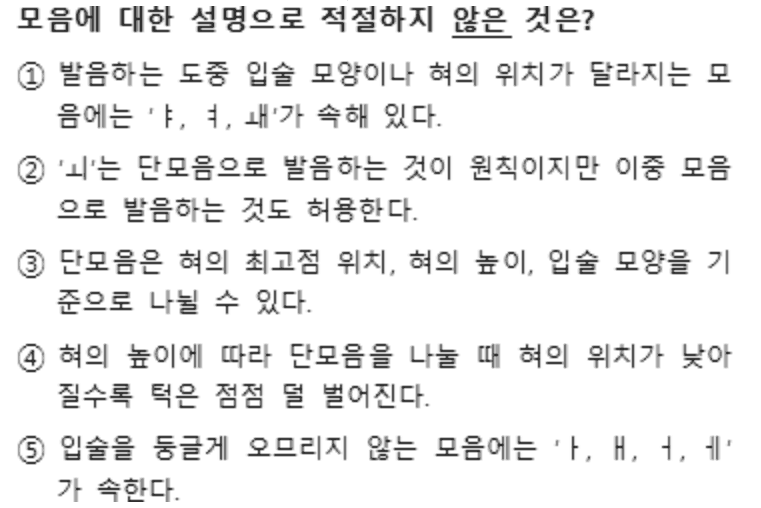 모음에 대한 설명으로 적절하지 않은 것은?
① 발음하는 도중 입술 모양이나 혀의 위치가 달라지는 모
음에는 ‘ㅑ, ㅕ, ㅙ’가 속해 있다.
② ‘ㅚ’는 단모음으로 발음하는 것이 원칙이지만 이중 모음
으로 발음하는 것도 허용한다.
③ 단모음은 혀의 최고점 위치, 혀의 높이, 입술 모양을 기
준으로 나뉠 수 있다.
④ 혀의 높이에 따라 단모음을 나눌 때 혀의 위치가 낮아
질수록 턱은 점점 덜 벌어진다.
⑤ 입술을 둥글게 오므리지 않는 모음에는 ‘ㅏ, ㅐ, ㅓ, ㅔ’
가 속한다.